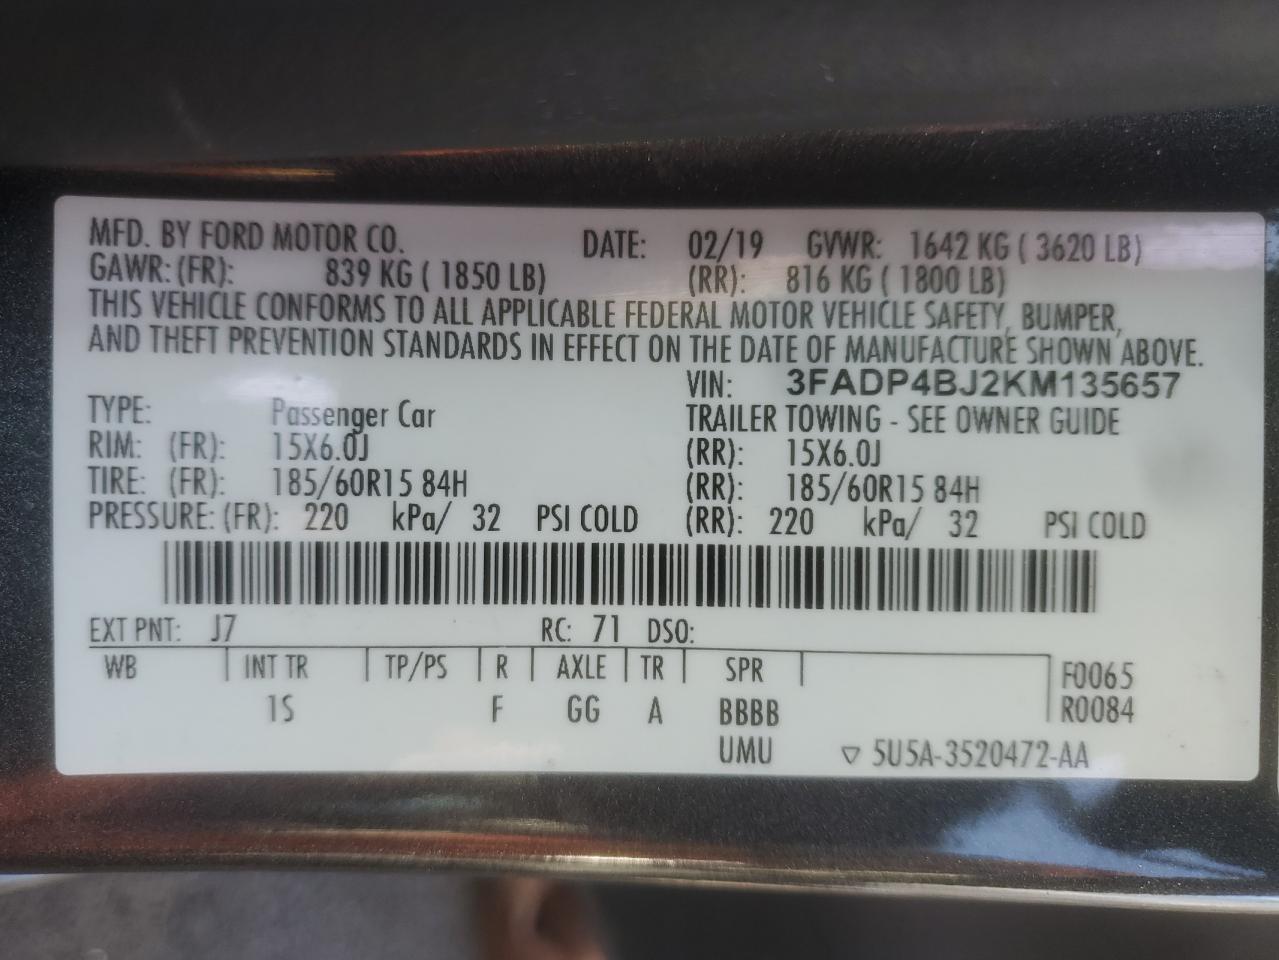 MFD. BY FORD MOTOR CO. DATE: 02/19 GVWR: 1642 KG ( 3620 LB)
GAWR: (FR): 839 KG ( 1850 LB) (RR): 816 KG ( 1800 LB)
THIS VEHICLE CONFORMS TO ALL APPLICABLE FEDERAL MOTOR VEHICLE SAFETY, BUMPER,
AND THEFT PREVENTION STANDARDS IN EFFECT ON THE DATE OF MANUFACTURE SHOWN ABOVE.
VIN: 3FADP4BJ2KM135657
TYPE: Passenger Car TRAILER TOWING - SEE OWNER GUIDE
RIM: (FR): 15X6.0J (RR): 15X6.0J
TIRE: (FR): 185/60R15 84H (RR): 185/60R15 84H
PRESSURE: (FR): 220 kPa/ 32 PSI COLD (RR): 220 kPa/ 32 PSI COLD
EXT PNT: J7 RC: 71 DSO:
WB INT TR TP/PS R AXLE TR SPR F0065
1S F GG A BBBB R0084
UMU ▽ 5U5A-3520472-AA